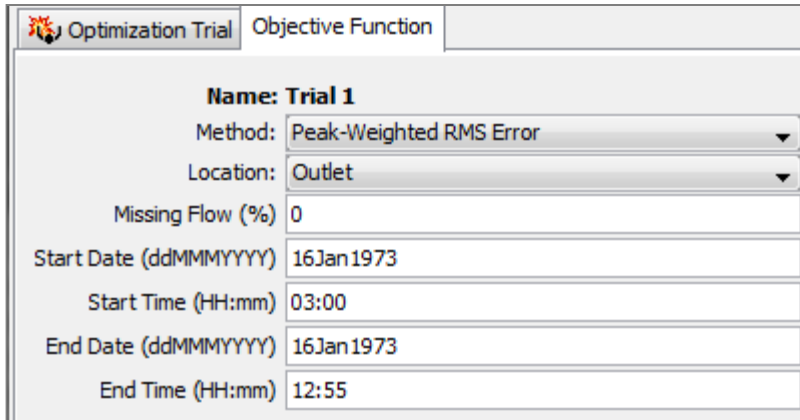 Optimization Trial Objective Function
Name: Trial 1
Method: Peak-Weighted RMS Error
Location: Outlet
Missing Flow (%) 0
Start Date (ddMMMYYYY) 16Jan1973
Start Time (HH:mm) 03:00
End Date (ddMMMYYYY) 16Jan1973
End Time (HH:mm) 12:55